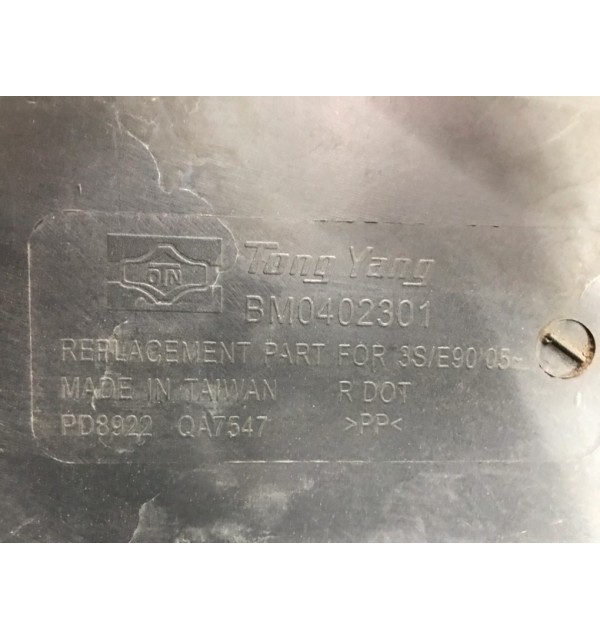 Tong Yang
BM0402301
REPLACEMENT PART FOR 3S/E90'05~
MADE IN TAIWAN R DOT
PD8922 QA7547 >PP<